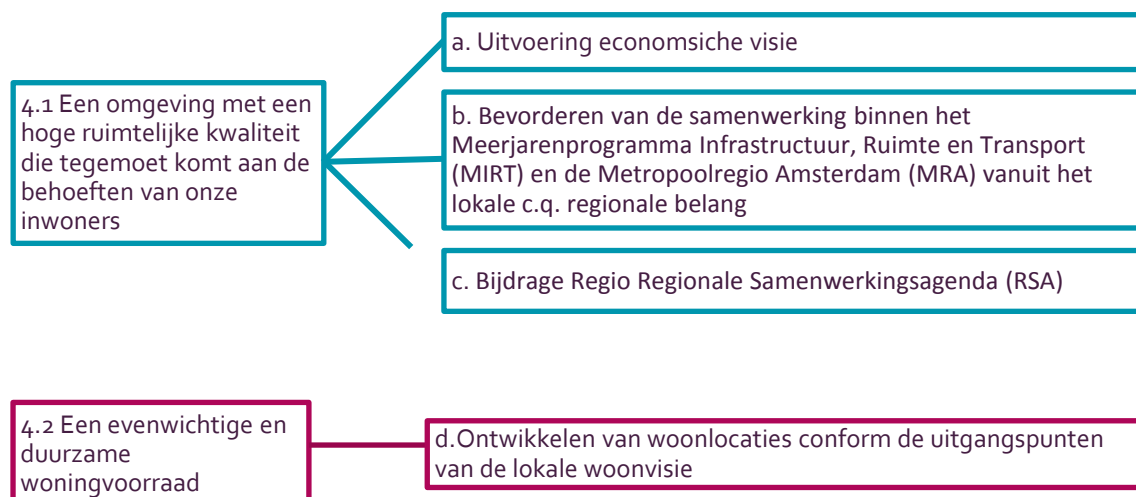 a. Uitvoering economsiche visie
4.1 Een omgeving met een
hoge ruimtelijke kwaliteit
die tegemoet komt aan de
behoeften van onze
inwoners
b. Bevorderen van de samenwerking binnen het
Meerjarenprogramma Infrastructuur, Ruimte en Transport
(MIRT) en de Metropoolregio Amsterdam (MRA) vanuit het
lokale c.q. regionale belang
c. Bijdrage Regio Regionale Samenwerkingsagenda (RSA)
4.2 Een evenwichtige en
duurzame
woningvoorraad
d.Ontwikkelen van woonlocaties conform de uitgangspunten
van de lokale woonvisie